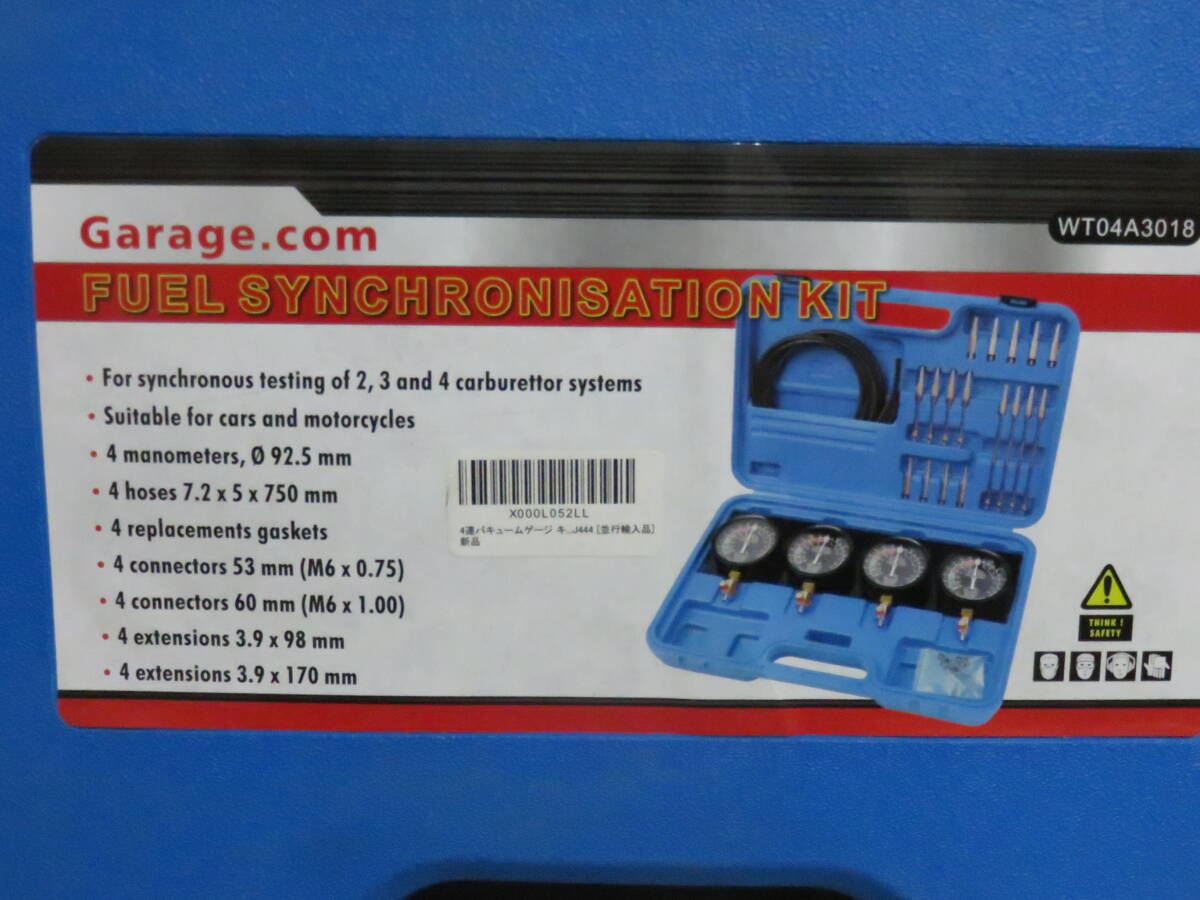 Garage.com
WT04A3018
FUEL SYNCHRONISATION KIT
• For synchronous testing of 2, 3 and 4 carburettor systems
• Suitable for cars and motorcycles
• 4 manometers, Ø 92.5 mm
• 4 hoses 7.2 x 5 x 750 mm
• 4 replacements gaskets
• 4 connectors 53 mm (M6 x 0.75)
• 4 connectors 60 mm (M6 x 1.00)
• 4 extensions 3.9 x 98 mm
• 4 extensions 3.9 x 170 mm
X000L052LL
4連バキュームゲージ キ...J444 [並行輸入品]
新品
THINK !
SAFETY